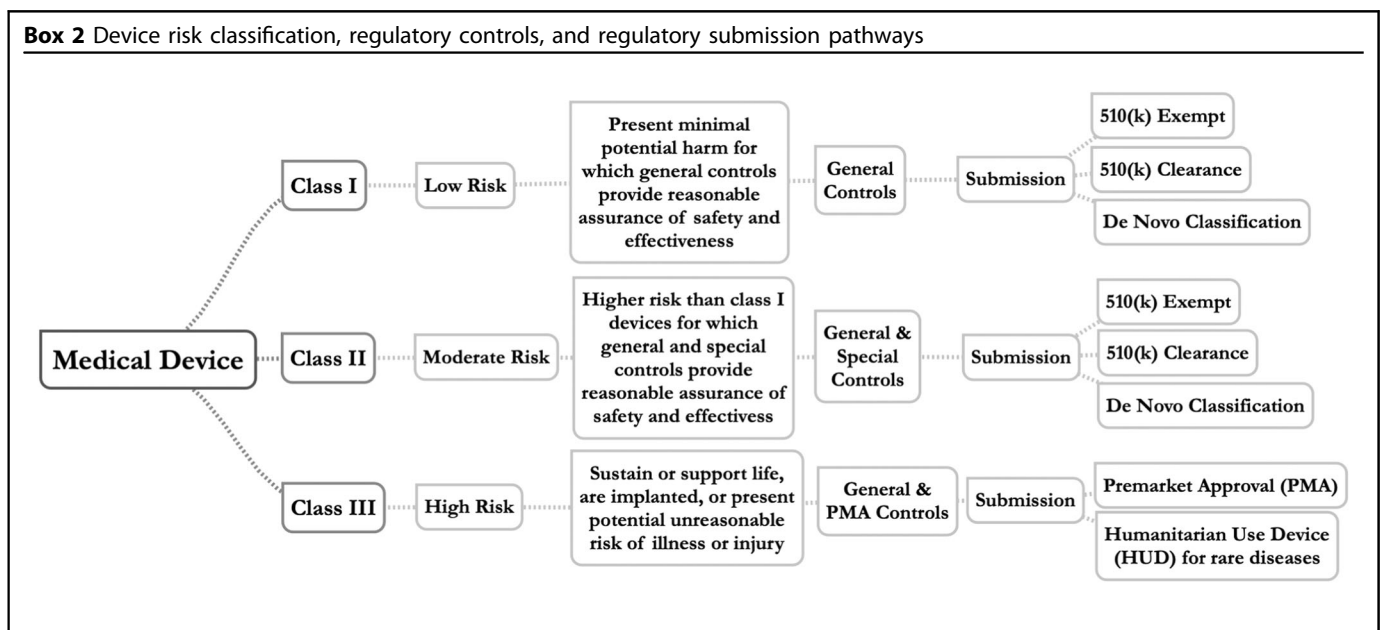 Box 2 Device risk classification, regulatory controls, and regulatory submission pathways
Medical Device
Class I
Low Risk
Present minimal
potential harm for
which general controls
provide reasonable
assurance of safety and
effectiveness
General
Controls
Submission
510(k) Exempt
510(k) Clearance
De Novo Classification
Class II
Moderate Risk
Higher risk than class I
devices for which
general and special
controls provide
reasonable assurance of
safety and effectivess
General &
Special
Controls
Submission
510(k) Exempt
510(k) Clearance
De Novo Classification
Class III
High Risk
Sustain or support life,
are implanted, or present
potential unreasonable
risk of illness or injury
General &
PMA Controls
Submission
Premarket Approval (PMA)
Humanitarian Use Device
(HUD) for rare diseases